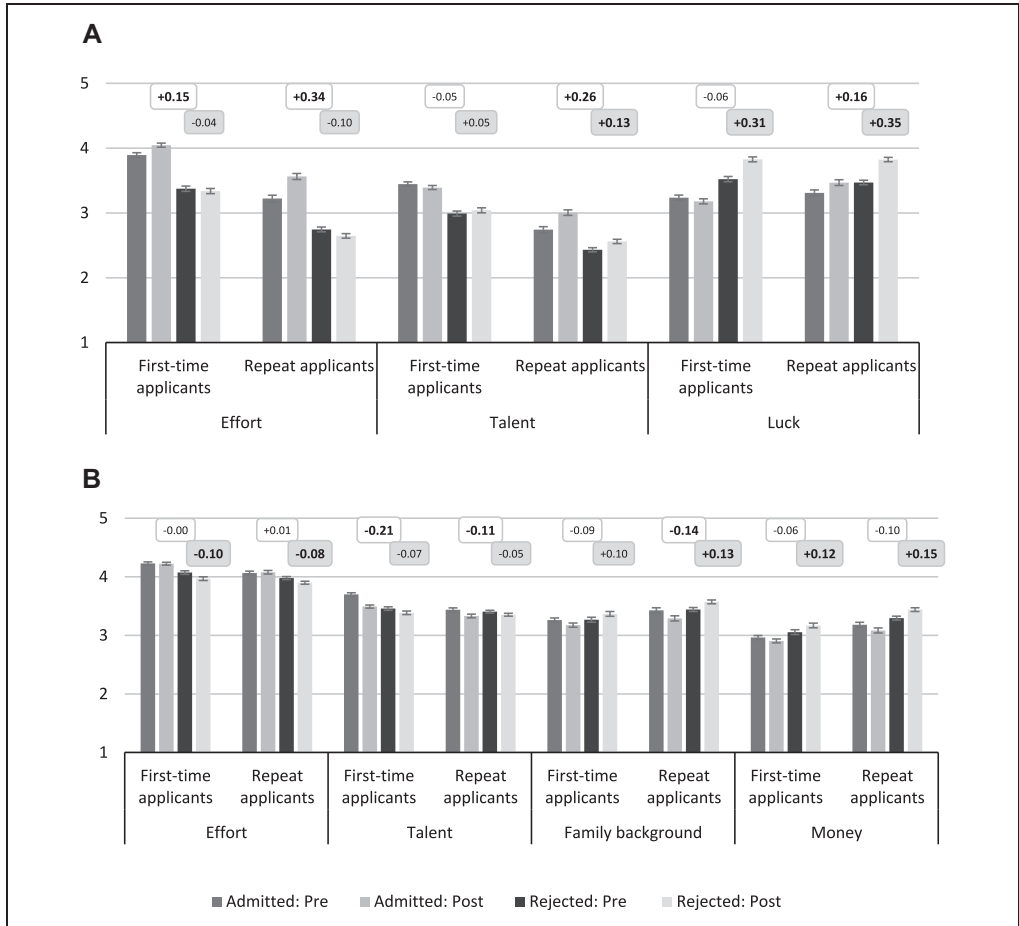 A
5
+0.15 +0.34 -0.05 +0.26 -0.06 +0.16
-0.04 -0.10 +0.05 +0.13 +0.31 +0.35
4
3
2
1
First-time Repeat applicants First-time Repeat applicants First-time Repeat applicants
applicants applicants applicants
Effort Talent Luck
B
5
-0.00 +0.01 -0.21 -0.11 -0.09 -0.14 -0.06 -0.10
-0.10 -0.08 -0.07 -0.05 +0.10 +0.13 +0.12 +0.15
4
3
2
1
First-time Repeat First-time Repeat First-time Repeat First-time Repeat
applicants applicants applicants applicants applicants applicants applicants applicants
Effort Talent Family background Money
Admitted: Pre Admitted: Post Rejected: Pre Rejected: Post